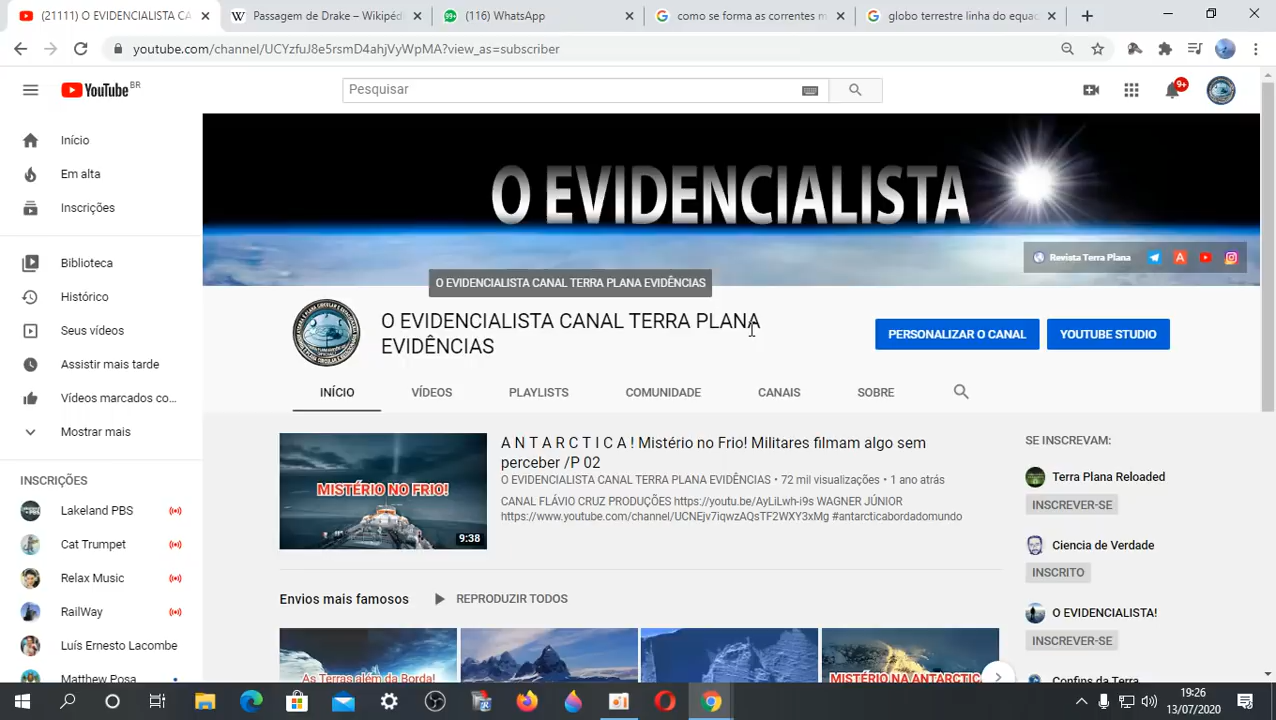 (21111) O EVIDENCIALISTA CA
Passagem de Drake – Wikipéd
99+
(116) WhatsApp
como se forma as correntes m
globo terrestre linha do equac
youtube.com/channel/UCYzfuJ8e5rsmD4ahjVyWpMA?view_as=subscriber
YouTube BR
Pesquisar
9+
Início
Em alta
Inscrições
Biblioteca
Histórico
Seus vídeos
Assistir mais tarde
Vídeos marcados co...
Mostrar mais
INSCRIÇÕES
Lakeland PBS
Cat Trumpet
Relax Music
RailWay
Luís Ernesto Lacombe
Matthew Posa
O EVIDENCIALISTA
Revista Terra Plana
O EVIDENCIALISTA CANAL TERRA PLANA EVIDÊNCIAS
O EVIDENCIALISTA CANAL TERRA PLANA
EVIDÊNCIAS
PERSONALIZAR O CANAL
YOUTUBE STUDIO
INÍCIO
VÍDEOS
PLAYLISTS
COMUNIDADE
CANAIS
SOBRE
MISTÉRIO NO FRIO!
9:38
A N T A R C T I C A ! Mistério no Frio! Militares filmam algo sem
perceber /P 02
O EVIDENCIALISTA CANAL TERRA PLANA EVIDÊNCIAS • 72 mil visualizações • 1 ano atrás
CANAL FLÁVIO CRUZ PRODUÇÕES https://youtu.be/AyLiLwh-i9s WAGNER JÚNIOR
https://www.youtube.com/channel/UCNEjv7iqwzAQsTF2WXY3xMg #antarcticabordadomundo
Envios mais famosos
REPRODUZIR TODOS
As Terras além da Borda!
MISTÉRIO NA ANTARCTIC
SE INSCREVAM:
Terra Plana Reloaded
INSCREVER-SE
Ciencia de Verdade
INSCRITO
O EVIDENCIALISTA!
INSCREVER-SE
Confins da Terra
19:26
13/07/2020